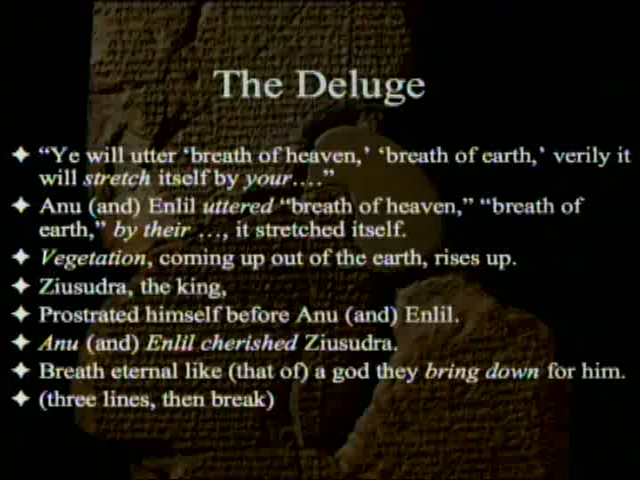 The Deluge
✦ “Ye will utter ‘breath of heaven,’ ‘breath of earth,’ verily it
will stretch itself by your….”
✦ Anu (and) Enlil uttered “breath of heaven,” “breath of
earth,” by their …, it stretched itself.
✦ Vegetation, coming up out of the earth, rises up.
✦ Ziusudra, the king,
✦ Prostrated himself before Anu (and) Enlil.
✦ Anu (and) Enlil cherished Ziusudra.
✦ Breath eternal like (that of) a god they bring down for him.
✦ (three lines, then break)